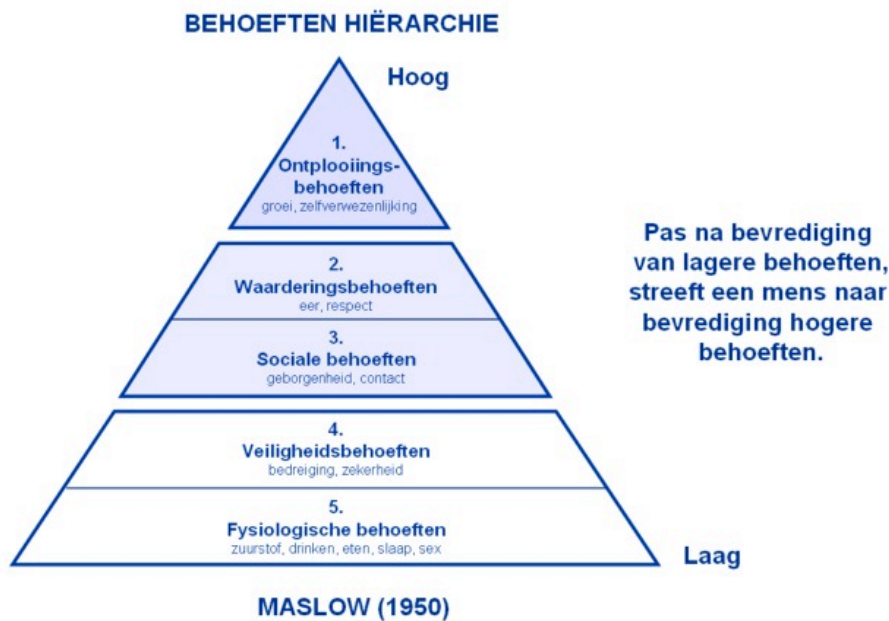 BEHOEFTEN HIËRARCHIE
Hoog
1.
Ontplooiings-
behoeften
groei, zelfverwezenlijking
2.
Waarderingsbehoeften
eer, respect
3.
Sociale behoeften
geborgenheid, contact
4.
Veiligheidsbehoeften
bedreiging, zekerheid
5.
Fysiologische behoeften
zuurstof, drinken, eten, slaap, sex
Laag
Pas na bevrediging
van lagere behoeften,
streeft een mens naar
bevrediging hogere
behoeften.
MASLOW (1950)